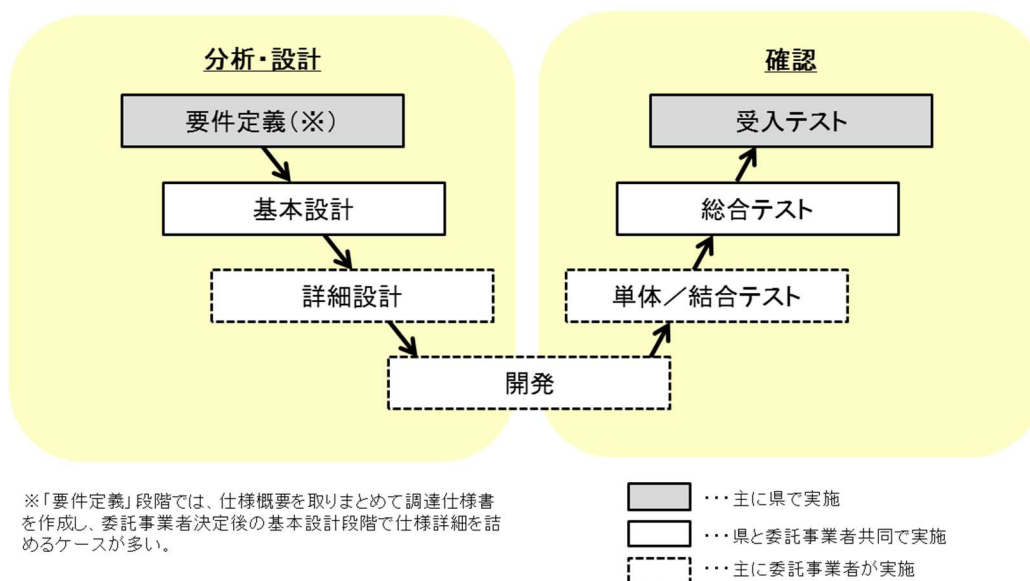 分析・設計
要件定義(※)
基本設計
詳細設計
開発
確認
受入テスト
総合テスト
単体／結合テスト
※「要件定義」段階では、仕様概要を取りまとめて調達仕様書
を作成し、委託事業者決定後の基本設計段階で仕様詳細を詰
めるケースが多い。
・・・主に県で実施
・・・県と委託事業者共同で実施
・・・主に委託事業者が実施